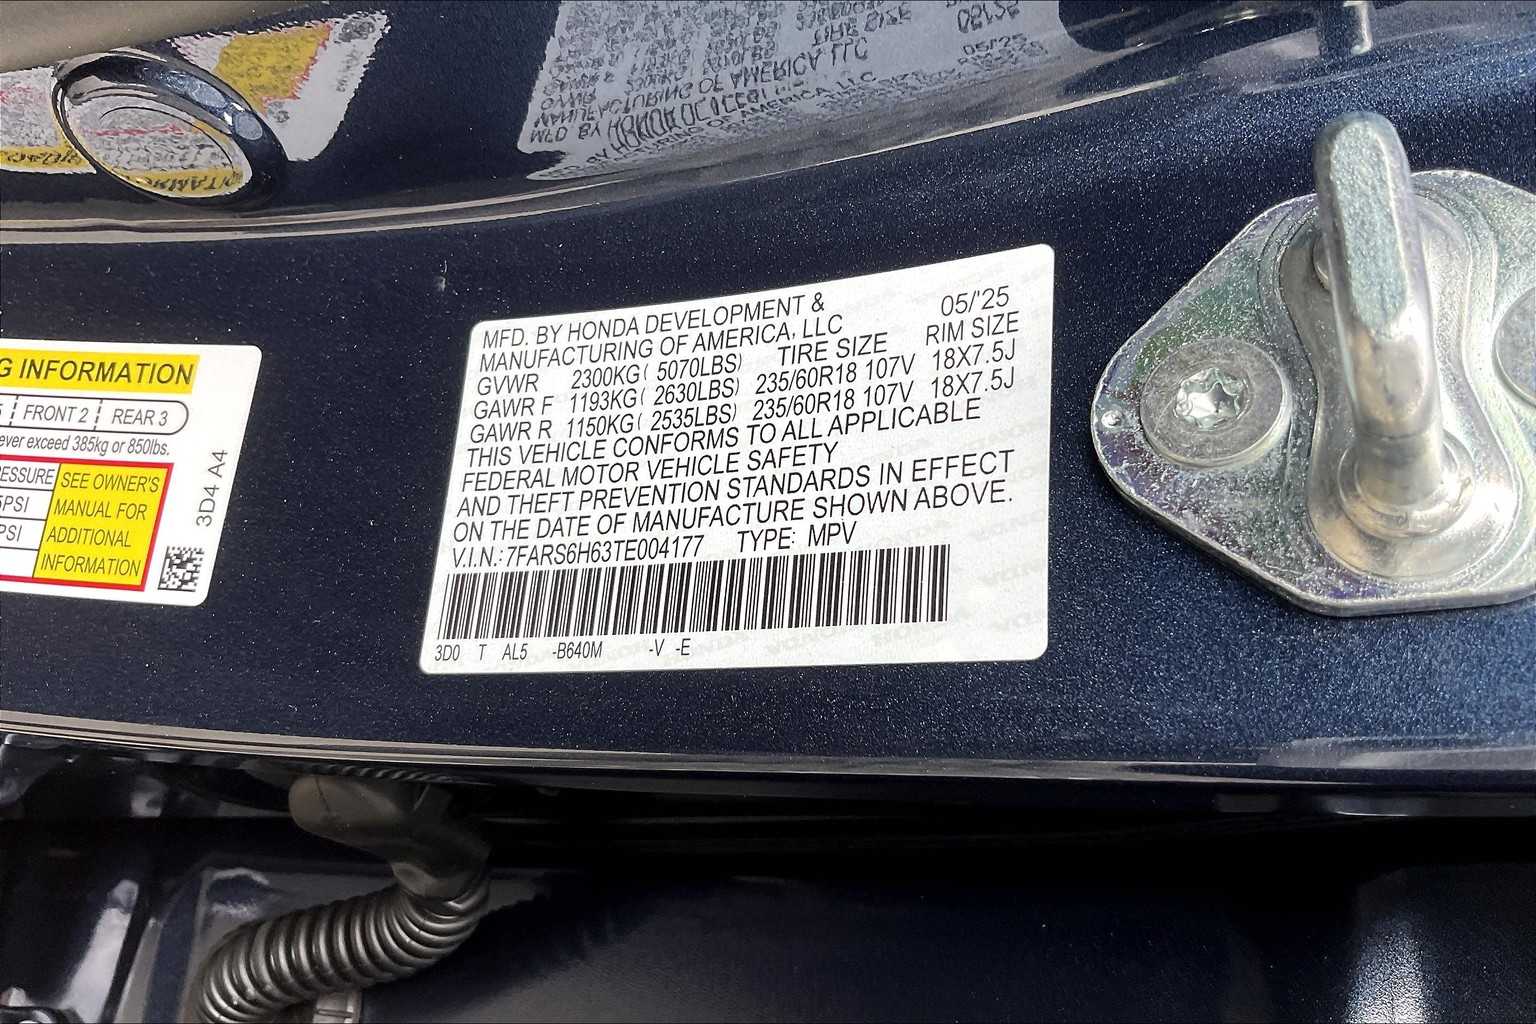 G INFORMATION
5 FRONT 2 REAR 3
ever exceed 385kg or 850lbs.
RESSURE
5PSI
PSI
SEE OWNER'S
MANUAL FOR
ADDITIONAL
INFORMATION
3D4 A4
MFD. BY HONDA DEVELOPMENT & 05/'25
MANUFACTURING OF AMERICA, LLC
TIRE SIZE RIM SIZE
GVWR 2300KG( 5070LBS)
GAWR F 1193KG( 2630LBS) 235/60R18 107V 18X7.5J
GAWR R 1150KG( 2535LBS) 235/60R18 107V 18X7.5J
THIS VEHICLE CONFORMS TO ALL APPLICABLE
FEDERAL MOTOR VEHICLE SAFETY
AND THEFT PREVENTION STANDARDS IN EFFECT
ON THE DATE OF MANUFACTURE SHOWN ABOVE.
V.I.N.:7FARS6H63TE004177 TYPE: MPV
3D0 T AL5 -B640M -V -E